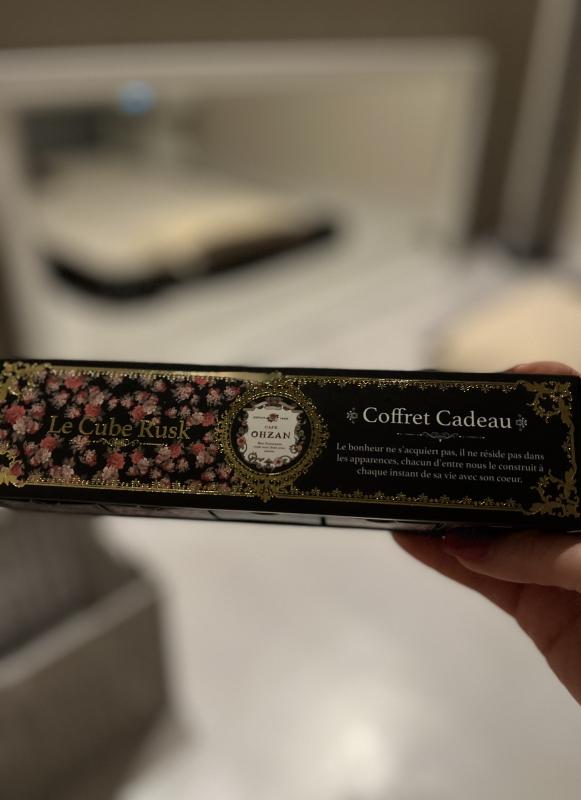 Le Cube Rusk
CAFE
OHZAN
Coffret Cadeau
Le bonheur ne s'acquiert pas, il ne réside pas dans
les apparences, chacun d'entre nous le construit à
chaque instant de sa vie avec son coeur.